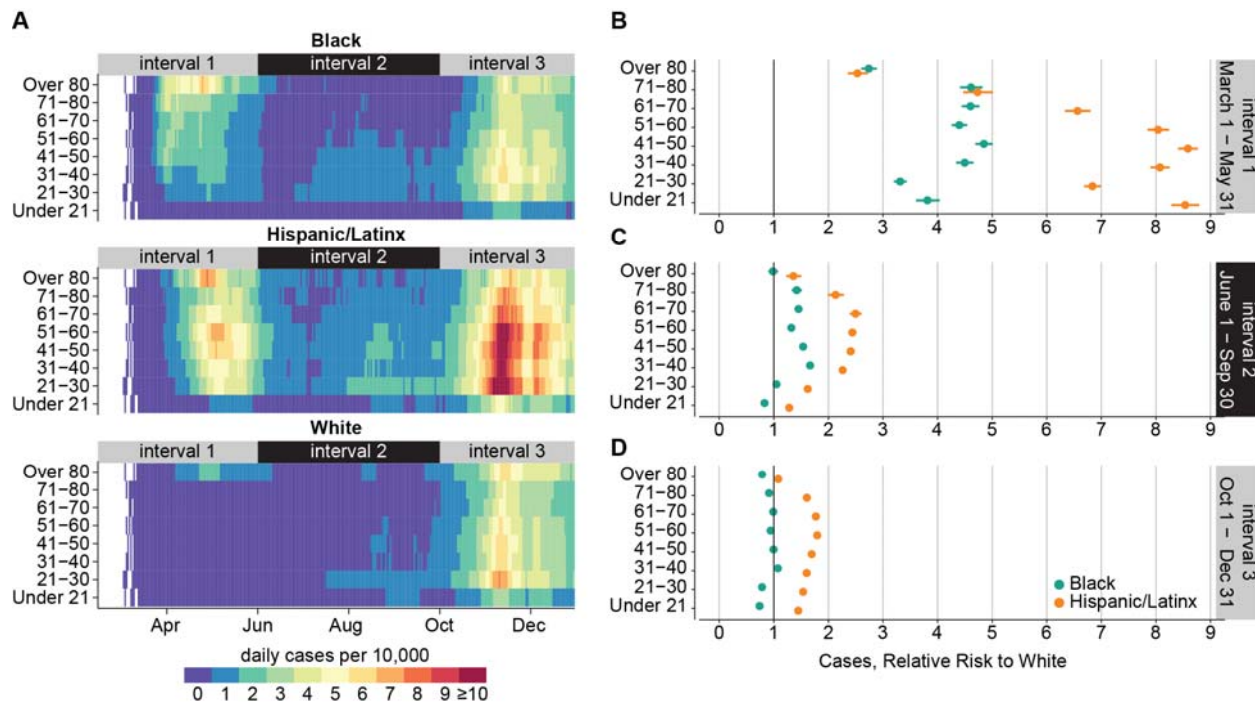 A
Black
interval 1
interval 2
interval 3
Over 80
71−80
61−70
51−60
41−50
31−40
21−30
Under 21
Hispanic/Latinx
interval 1
interval 2
interval 3
Over 80
71−80
61−70
51−60
41−50
31−40
21−30
Under 21
White
interval 1
interval 2
interval 3
Over 80
71−80
61−70
51−60
41−50
31−40
21−30
Under 21
Apr Jun Aug Oct Dec
daily cases per 10,000
0 1 2 3 4 5 6 7 8 9 ≥10
B
Over 80
71−80
61−70
51−60
41−50
31−40
21−30
Under 21
0 1 2 3 4 5 6 7 8 9
interval 1
March 1 − May 31
C
Over 80
71−80
61−70
51−60
41−50
31−40
21−30
Under 21
0 1 2 3 4 5 6 7 8 9
interval 2
June 1 − Sep 30
D
Over 80
71−80
61−70
51−60
41−50
31−40
21−30
Under 21
Black
Hispanic/Latinx
0 1 2 3 4 5 6 7 8 9
Cases, Relative Risk to White
interval 3
Oct 1 − Dec 31